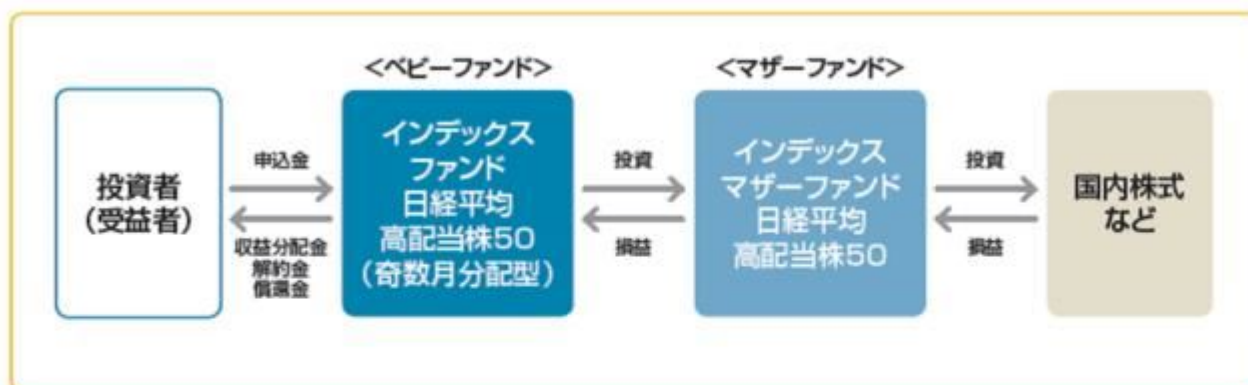 <ベビーファンド>
<マザーファンド>
投資者
(受益者)
申込金
収益分配金
解約金
償還金
インデックス
ファンド
日経平均
高配当株50
(奇数月分配型)
投資
損益
インデックス
マザーファンド
日経平均
高配当株50
投資
損益
国内株式
など